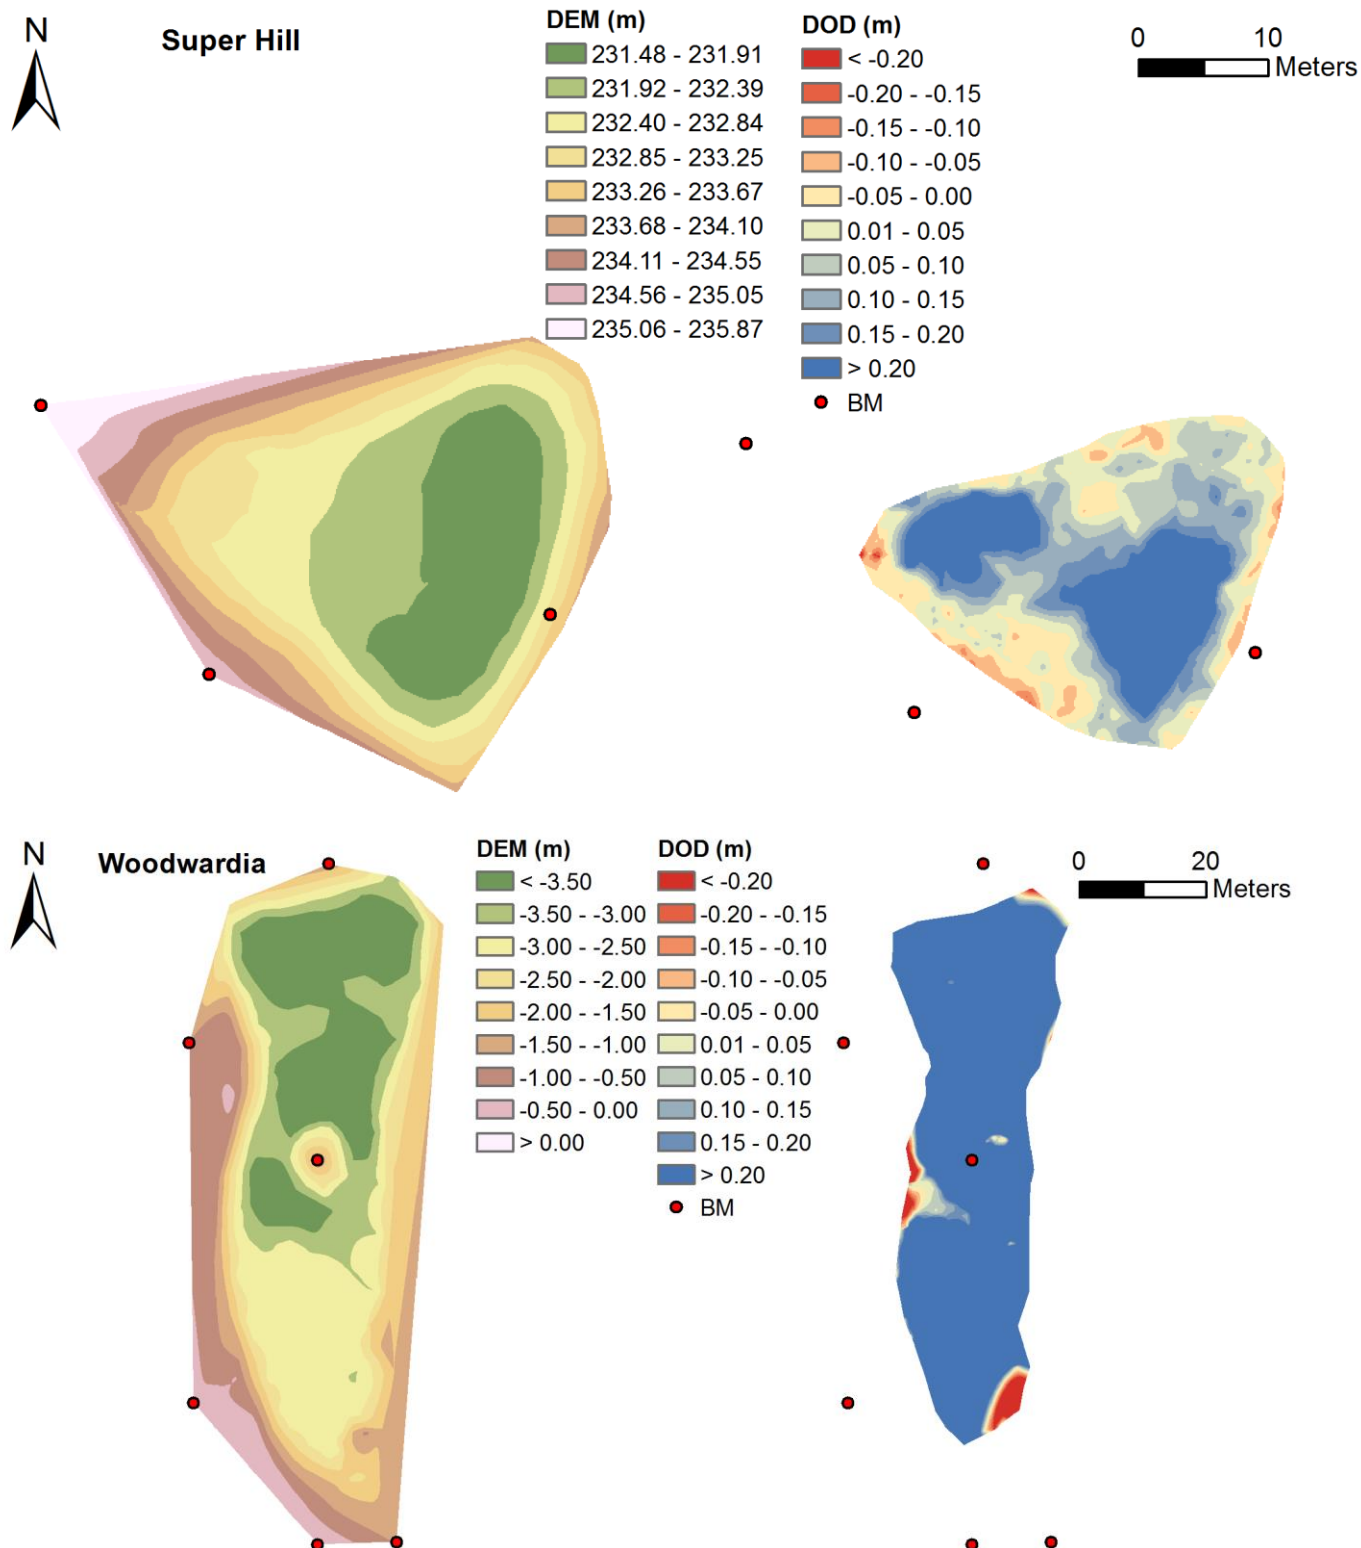 N
Super Hill
DEM (m)
231.48 - 231.91
231.92 - 232.39
232.40 - 232.84
232.85 - 233.25
233.26 - 233.67
233.68 - 234.10
234.11 - 234.55
234.56 - 235.05
235.06 - 235.87
DOD (m)
< -0.20
-0.20 - -0.15
-0.15 - -0.10
-0.10 - -0.05
-0.05 - 0.00
0.01 - 0.05
0.05 - 0.10
0.10 - 0.15
0.15 - 0.20
> 0.20
BM
0 10
Meters
N
Woodwardia
DEM (m)
< -3.50
-3.50 - -3.00
-3.00 - -2.50
-2.50 - -2.00
-2.00 - -1.50
-1.50 - -1.00
-1.00 - -0.50
-0.50 - 0.00
> 0.00
DOD (m)
< -0.20
-0.20 - -0.15
-0.15 - -0.10
-0.10 - -0.05
-0.05 - 0.00
0.01 - 0.05
0.05 - 0.10
0.10 - 0.15
0.15 - 0.20
> 0.20
BM
0 20
Meters